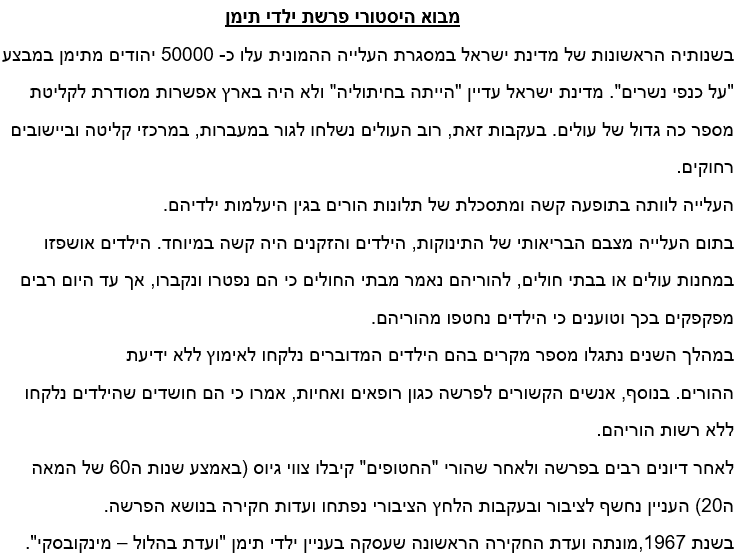 מבוא היסטורי פרשת ילדי תימן
בשנותיה הראשונות של מדינת ישראל במסגרת העלייה ההמונית עלו כ- 50000 יהודים מתימן במבצע
"על כנפי נשרים". מדינת ישראל עדיין "הייתה בחיתוליה" ולא היה בארץ אפשרות מסודרת לקליטת
מספר כה גדול של עולים. בעקבות זאת, רוב העולים נשלחו לגור במעברות, במרכזי קליטה וביישובים
רחוקים.
העלייה לוותה בתופעה קשה ומתסכלת של תלונות הורים בגין היעלמות ילדיהם.
בתום העלייה מצבם הבריאותי של התינוקות, הילדים והזקנים היה קשה במיוחד. הילדים אושפזו
במחנות עולים או בבתי חולים, להוריהם נאמר מבתי החולים כי הם נפטרו ונקברו, אך עד היום רבים
מפקפקים בכך וטוענים כי הילדים נחטפו מהוריהם.
במהלך השנים נתגלו מספר מקרים בהם הילדים המדוברים נלקחו לאימוץ ללא ידיעת
ההורים. בנוסף, אנשים הקשורים לפרשה כגון רופאים ואחיות, אמרו כי הם חושדים שהילדים נלקחו
ללא רשות הוריהם.
לאחר דיונים רבים בפרשה ולאחר שהורי "החטופים" קיבלו צווי גיוס (באמצע שנות ה60 של המאה
ה20) העניין נחשף לציבור ובעקבות הלחץ הציבורי נפתחו ועדות חקירה בנושא הפרשה.
בשנת 1967,מונתה ועדת החקירה הראשונה שעסקה בעניין ילדי תימן "ועדת בהלול – מינקובסקי".